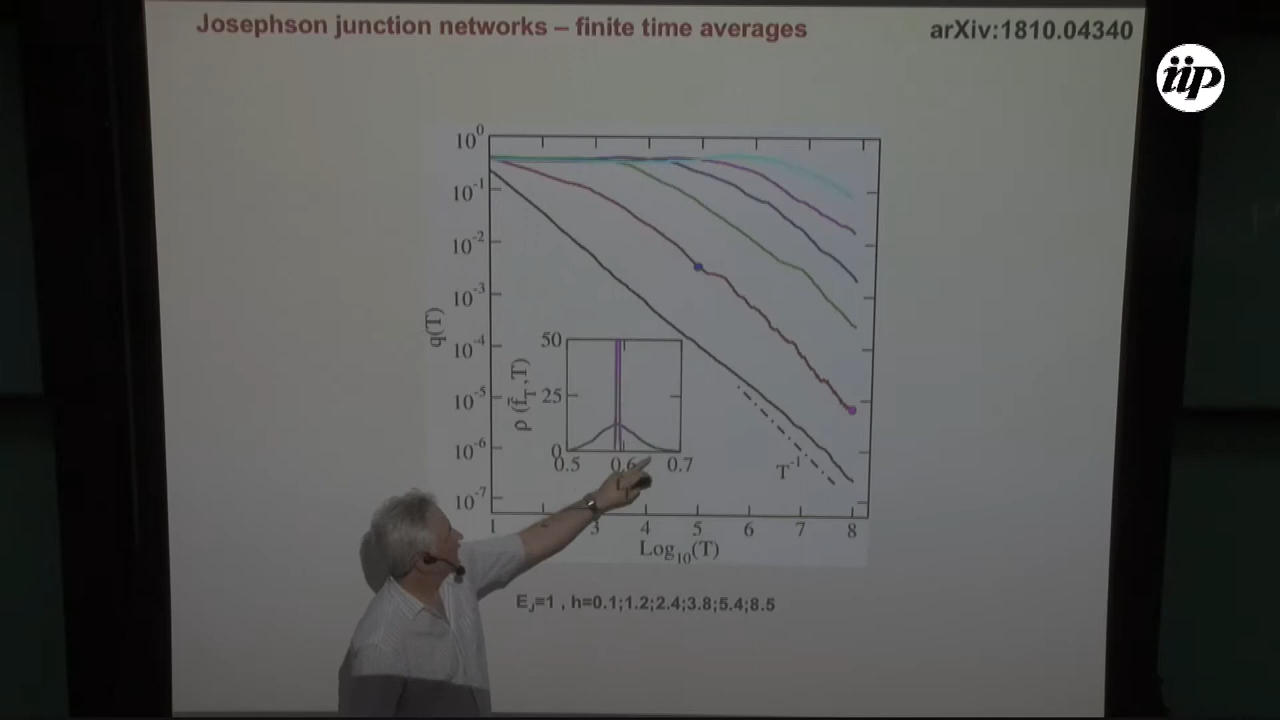 Josephson junction networks – finite time averages
arXiv:1810.04340
iip
10^0
10^-1
10^-2
10^-3
10^-4
10^-5
10^-6
10^-7
q(T)
50
25
0
ρ (f̄_T,T)
0.5
0.6
0.7
T^-1
1
3
4
5
6
7
8
Log_10(T)
E_J=1 , h=0.1;1.2;2.4;3.8;5.4;8.5